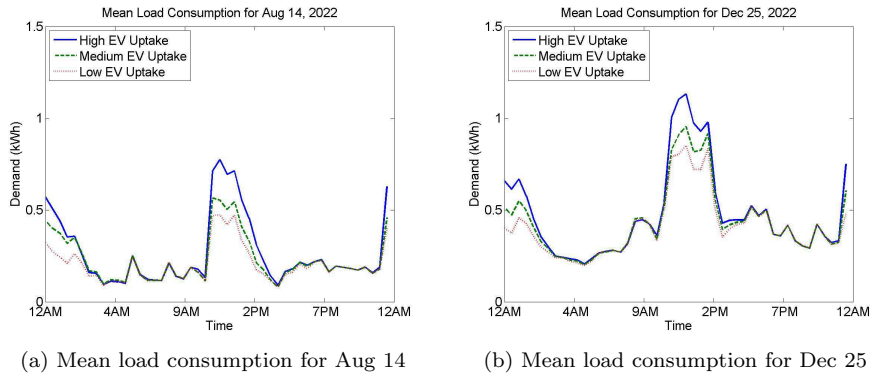 Mean Load Consumption for Aug 14, 2022
1.5
High EV Uptake
Medium EV Uptake
Low EV Uptake
1
Demand (kWh)
0.5
0
12AM 4AM 9AM 2PM 7PM 12AM
Time
(a) Mean load consumption for Aug 14
Mean Load Consumption for Dec 25, 2022
1.5
High EV Uptake
Medium EV Uptake
Low EV Uptake
1
Demand (kWh)
0.5
0
12AM 4AM 9AM 2PM 7PM 12AM
Time
(b) Mean load consumption for Dec 25